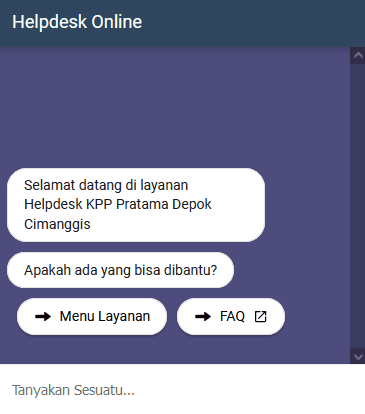 Helpdesk Online
Selamat datang di layanan
Helpdesk KPP Pratama Depok
Cimanggis
Apakah ada yang bisa dibantu?
Menu Layanan
FAQ
Tanyakan Sesuatu...